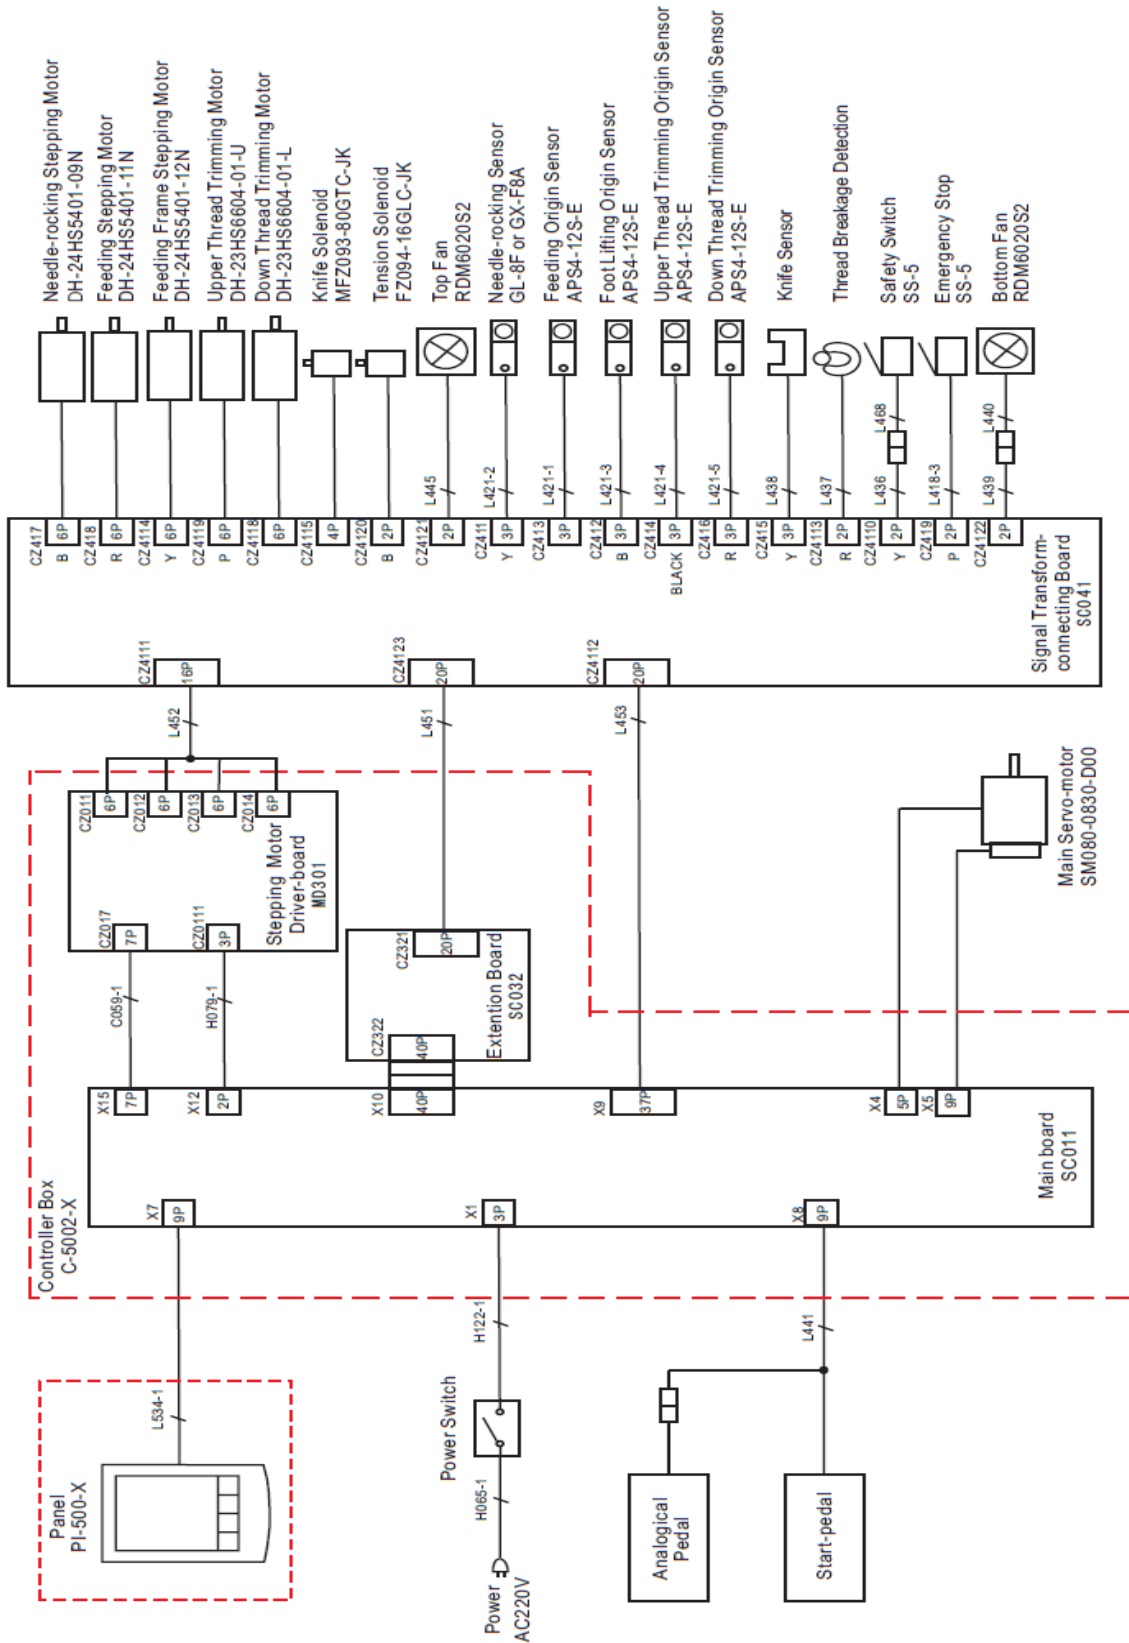 Needle-rocking Stepping Motor
DH-24HS5401-09N
Feeding Stepping Motor
DH-24HS5401-11N
Feeding Frame Stepping Motor
DH-24HS5401-12N
Upper Thread Trimming Motor
DH-23HS6604-01-U
Down Thread Trimming Motor
DH-23HS6604-01-L
Knife Solenoid
MFZ093-80GTC-JK
Tension Solenoid
FZ094-16GLC-JK
Top Fan
RDM6020S2
Needle-rocking Sensor
GL-8F or GX-F8A
Feeding Origin Sensor
APS4-12S-E
Foot Lifting Origin Sensor
APS4-12S-E
Upper Thread Trimming Origin Sensor
APS4-12S-E
Down Thread Trimming Origin Sensor
APS4-12S-E
Knife Sensor
Thread Breakage Detection
Safety Switch
SS-5
Emergency Stop
SS-5
Bottom Fan
RDM6020S2
L445
L421-2
L421-1
L421-3
L421-4
L421-5
L438
L437
L436
L468
L418-3
L439
L440
CZ417
B
6P
CZ418
R
6P
CZ4114
Y
6P
CZ4119
P
6P
CZ4118
6P
CZ4115
4P
CZ4120
B
2P
CZ4121
2P
CZ411
Y
3P
CZ413
3P
CZ412
B
3P
CZ414
BLACK
3P
CZ416
R
3P
CZ415
Y
3P
CZ4113
R
2P
CZ4110
Y
2P
CZ419
P
2P
CZ4122
2P
CZ4111
16P
CZ4123
20P
CZ4112
20P
Signal Transform-
connecting Board
SC041
L452
L451
L453
CZ011
6P
CZ012
6P
CZ013
6P
CZ014
6P
Stepping Motor
Driver-board
MD301
CZ017
7P
CZ0111
3P
C059-1
H079-1
CZ321
20P
Extention Board
SC032
CZ322
40P
Main Servo-motor
SM080-0830-D00
X15
7P
X12
2P
X10
40P
X9
37P
X4
5P
X5
9P
Main board
SC011
X7
9P
X1
3P
X8
9P
Controller Box
C-5002-X
L534-1
H122-1
L441
Panel
PI-500-X
Power Switch
H065-1
Power
AC220V
Analogical
Pedal
Start-pedal